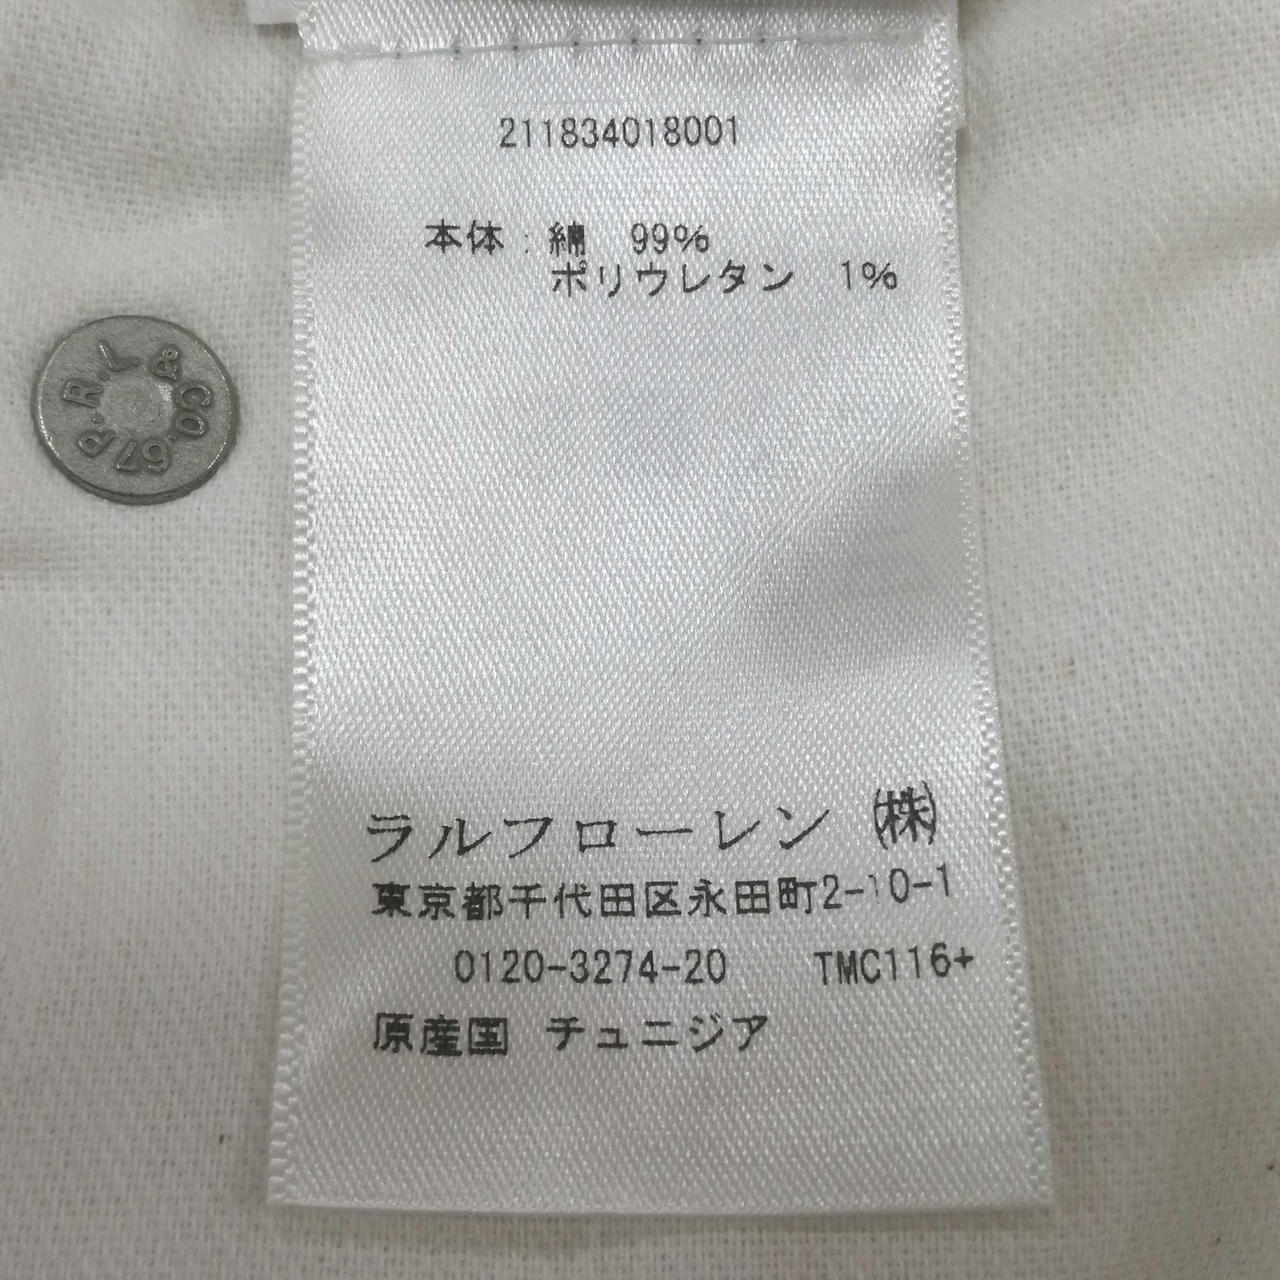 211834018001
本体：綿 99%
ポリウレタン 1%
P.R.L & CO.67
ラルフローレン ㈱
東京都千代田区永田町2-10-1
0120-3274-20 TMC116+
原産国 チュニジア